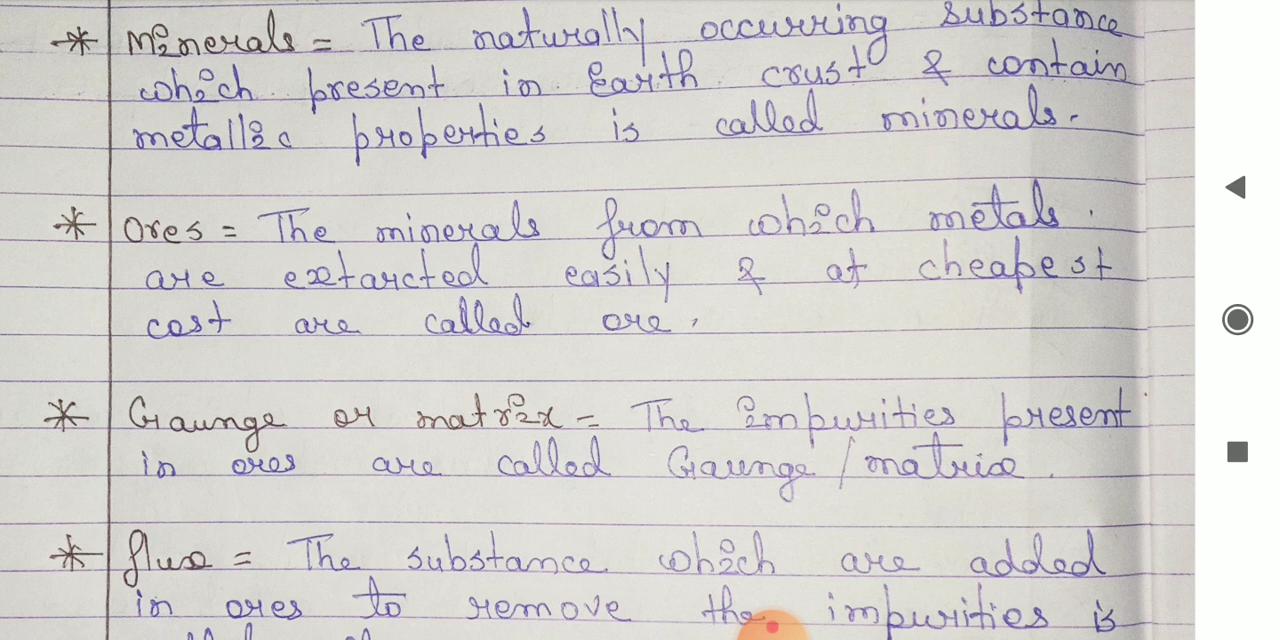 * Minerals = The naturally occurring substance
which present in Earth crust & contain
metallic properties is called minerals.
* Ores = The minerals from which metals.
are extarcted easily & at cheapest
cost are called ore.
* Gaunge or matrix = The impurities present
in ores are called Gaunge/matrix.
* flux = The substance which are added
in ores to remove the impurities is